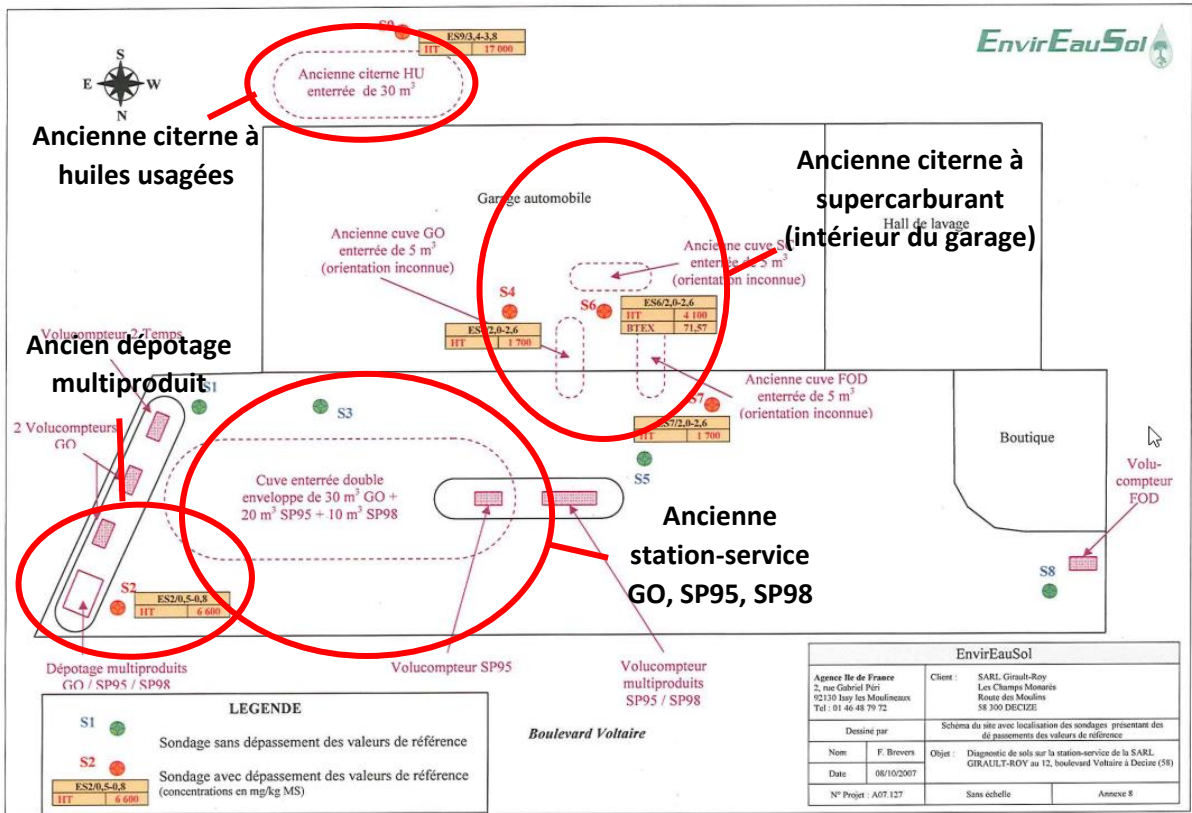 S9
ES9/3,4-3,8
HT 17 000
EnvirEauSol
S
E W
N
Ancienne citerne HU
enterrée de 30 m³
Ancienne citerne à
huiles usagées
Ancienne citerne à
supercarburant
(intérieur du garage)
Garage automobile
Hall de lavage
Ancienne cuve GO
enterrée de 5 m³
(orientation inconnue)
Ancienne cuve SC
enterrée de 5 m³
(orientation inconnue)
S4
S6
ES6/2,0-2,6
HT 4 100
BTEX 71,57
/2,0-2,6
HT 1 700
Volucompteur 2 Temps
Ancien dépotage
multiproduit
S1
S3
Ancienne cuve FOD
enterrée de 5 m³
(orientation inconnue)
S7
ES7/2,0-2,6
HT 1 700
2 Volucompteurs
GO
Boutique
Volu-
compteur
FOD
S5
Cuve enterrée double
enveloppe de 30 m³ GO +
20 m³ SP95 + 10 m³ SP98
Ancienne
station-service
GO, SP95, SP98
S8
S2
ES2/0,5-0,8
HT 6 600
Dépotage multiproduits
GO / SP95 / SP98
Volucompteur SP95
Volucompteur
multiproduits
SP95 / SP98
Boulevard Voltaire
LEGENDE
S1
Sondage sans dépassement des valeurs de référence
S2
Sondage avec dépassement des valeurs de référence
(concentrations en mg/kg MS)
ES2/0,5-0,8
HT 6 600
EnvirEauSol
Agence Ile de France
2, rue Gabriel Péri
92130 Issy les Moulineaux
Tel : 01 46 48 79 72
Client : SARL Girault-Roy
Les Champs Monarès
Route des Moulins
58 300 DECIZE
Dessiné par
Schéma du site avec localisation des sondages présentant des
dépassements des valeurs de référence
Nom F. Brevers
Date 08/10/2007
Objet : Diagnostic de sols sur la station-service de la SARL
GIRAULT-ROY au 12, boulevard Voltaire à Decize (58)
N° Projet : A07.127
Sans échelle
Annexe 8